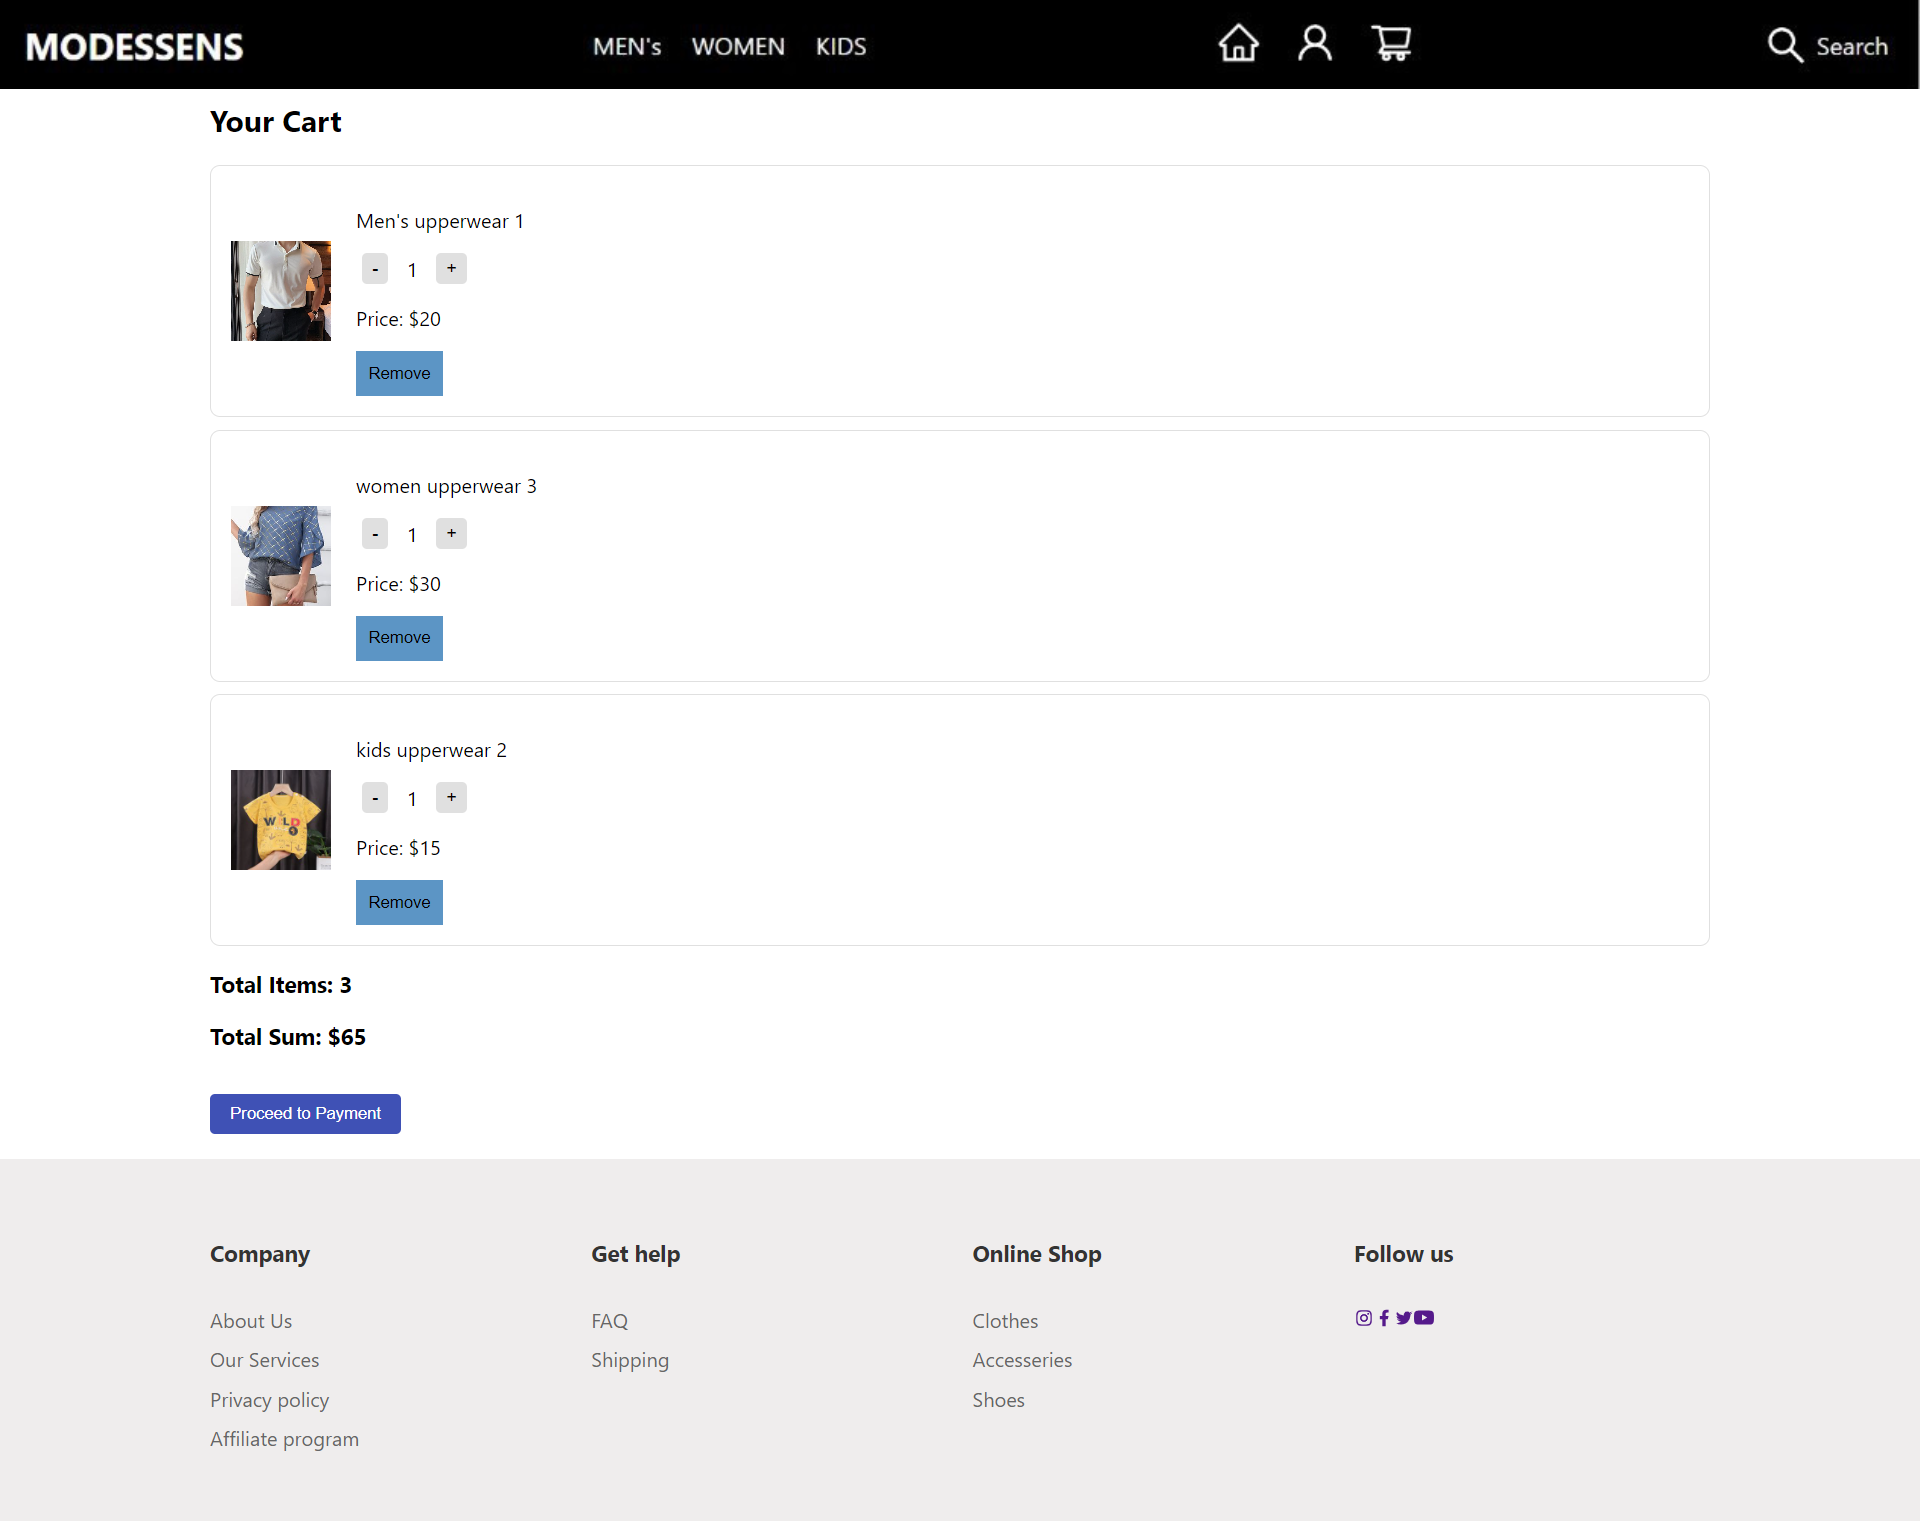 MODESSENS
MEN's WOMEN KIDS
Search
Your Cart
Men's upperwear 1
- 1 +
Price: $20
Remove
women upperwear 3
- 1 +
Price: $30
Remove
kids upperwear 2
W LD
- 1 +
Price: $15
Remove
Total Items: 3
Total Sum: $65
Proceed to Payment
Company
About Us
Our Services
Privacy policy
Affiliate program
Get help
FAQ
Shipping
Online Shop
Clothes
Accesseries
Shoes
Follow us